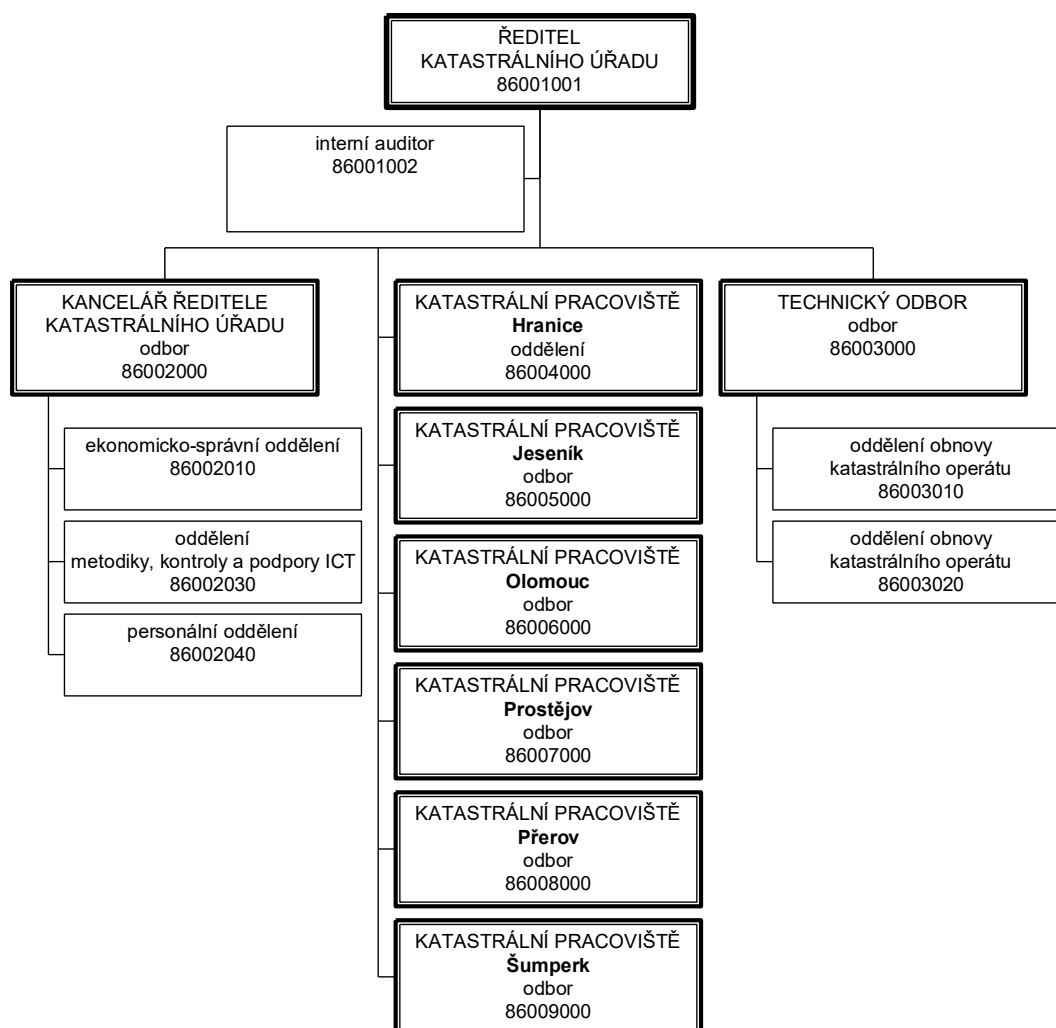 ŘEDITEL
KATASTRÁLNÍHO ÚŘADU
86001001
interní auditor
86001002
KANCELÁŘ ŘEDITELE
KATASTRÁLNÍHO ÚŘADU
odbor
86002000
ekonomicko-správní oddělení
86002010
oddělení
metodiky, kontroly a podpory ICT
86002030
personální oddělení
86002040
KATASTRÁLNÍ PRACOVIŠTĚ
Hranice
oddělení
86004000
KATASTRÁLNÍ PRACOVIŠTĚ
Jeseník
odbor
86005000
KATASTRÁLNÍ PRACOVIŠTĚ
Olomouc
odbor
86006000
KATASTRÁLNÍ PRACOVIŠTĚ
Prostějov
odbor
86007000
KATASTRÁLNÍ PRACOVIŠTĚ
Přerov
odbor
86008000
KATASTRÁLNÍ PRACOVIŠTĚ
Šumperk
odbor
86009000
TECHNICKÝ ODBOR
odbor
86003000
oddělení obnovy
katastrálního operátu
86003010
oddělení obnovy
katastrálního operátu
86003020